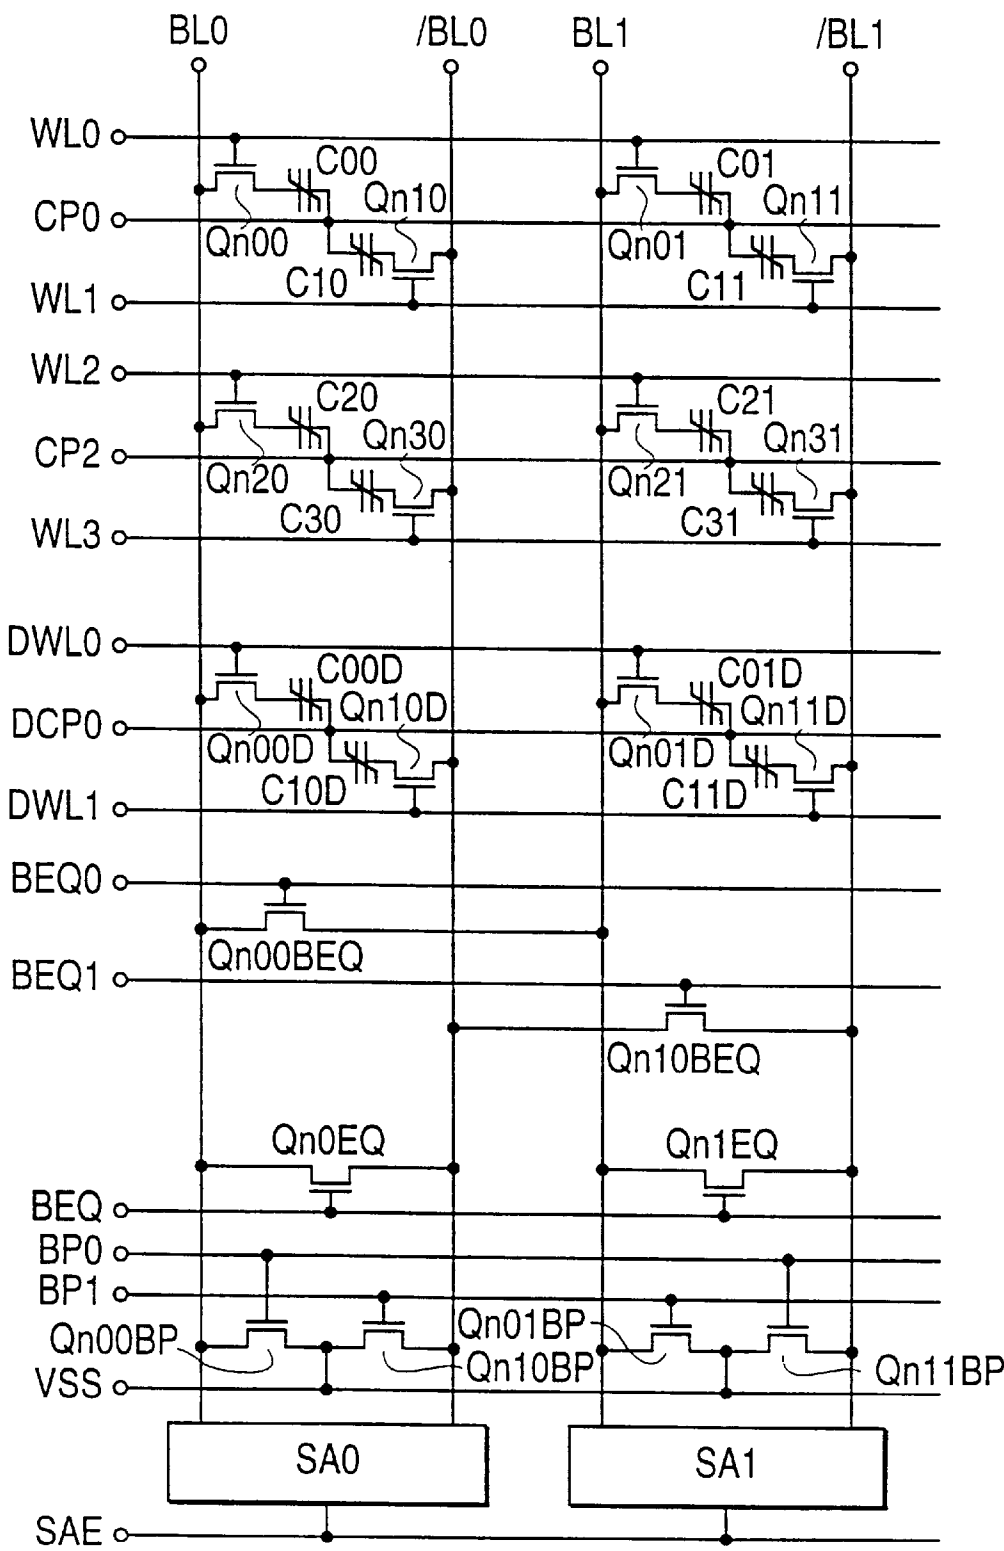 BL0 /BL0 BL1 /BL1
WL0
C00 C01
Qn10 Qn11
CP0
Qn00 Qn01
C10 C11
WL1
WL2
C20 C21
Qn30 Qn31
CP2
Qn20 Qn21
C30 C31
WL3
DWL0
C00D C01D
Qn10D Qn11D
DCP0
Qn00D Qn01D
C10D C11D
DWL1
BEQ0
Qn00BEQ
BEQ1
Qn10BEQ
Qn0EQ Qn1EQ
BEQ
BP0
BP1
Qn00BP Qn01BP
Qn10BP Qn11BP
VSS
SA0 SA1
SAE